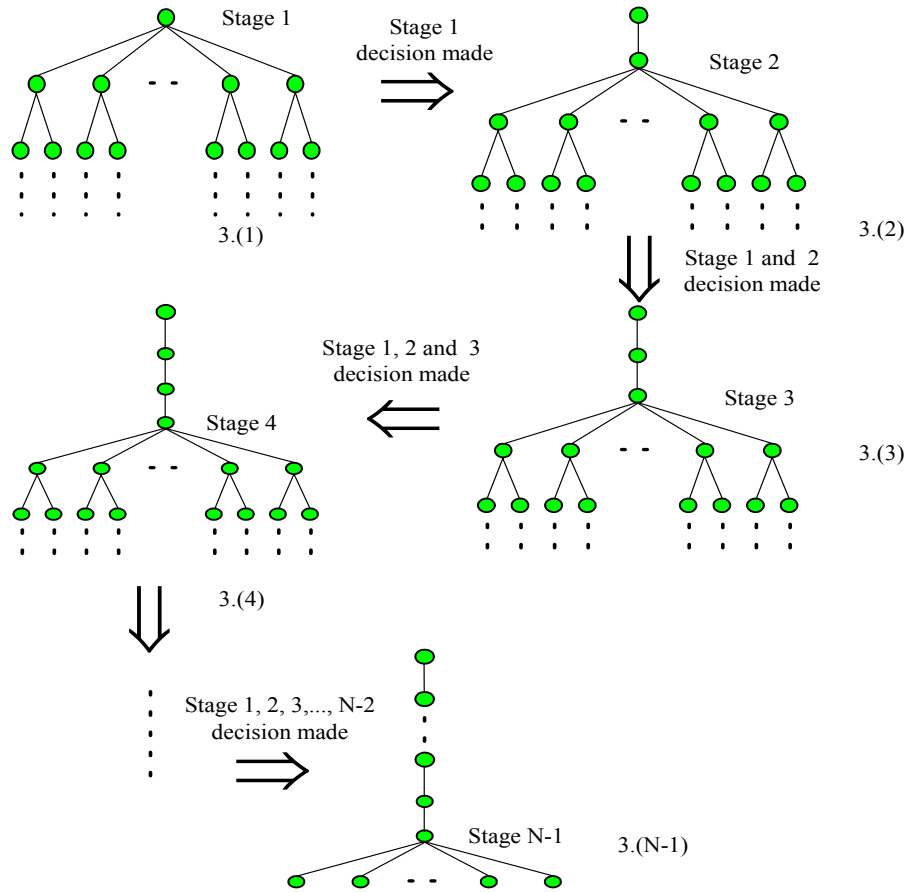 Stage 1
Stage 1
decision made
Stage 2
3.(1)
3.(2)
Stage 1 and 2
decision made
Stage 1, 2 and 3
decision made
Stage 3
Stage 4
3.(3)
3.(4)
Stage 1, 2, 3,..., N-2
decision made
Stage N-1
3.(N-1)